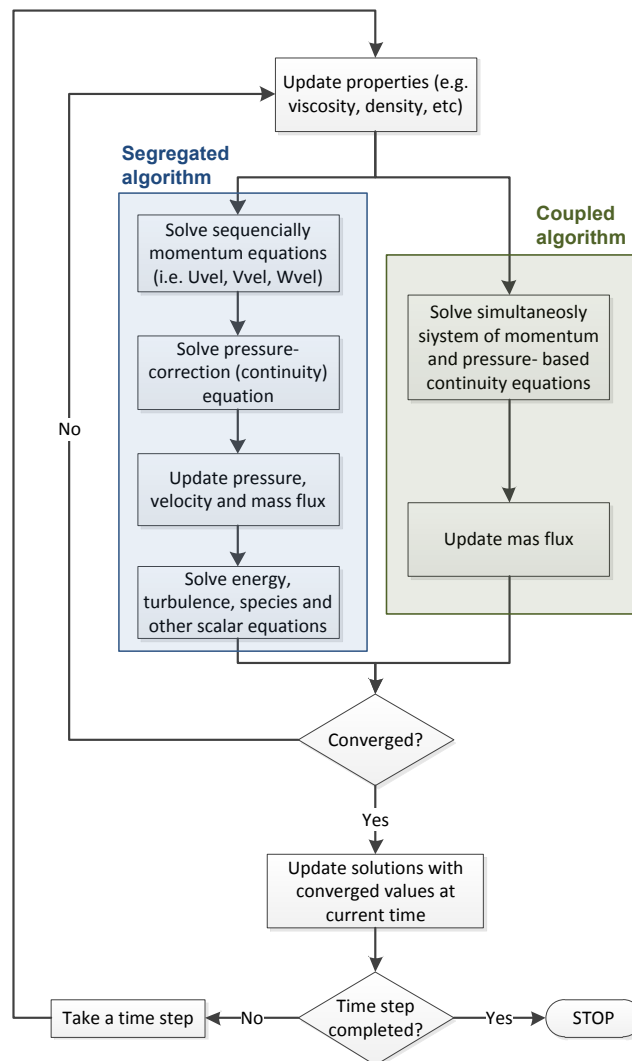 Update properties (e.g.
viscosity, density, etc)
Segregated
algorithm
Coupled
algorithm
Solve sequencially
momentum equations
(i.e. Uvel, Vvel, Wvel)
Solve simultaneosly
siystem of momentum
and pressure- based
continuity equations
Solve pressure-
correction (continuity)
equation
No
Update pressure,
velocity and mass flux
Update mas flux
Solve energy,
turbulence, species and
other scalar equations
Converged?
Yes
Update solutions with
converged values at
current time
Take a time step
No
Time step
completed?
Yes
STOP